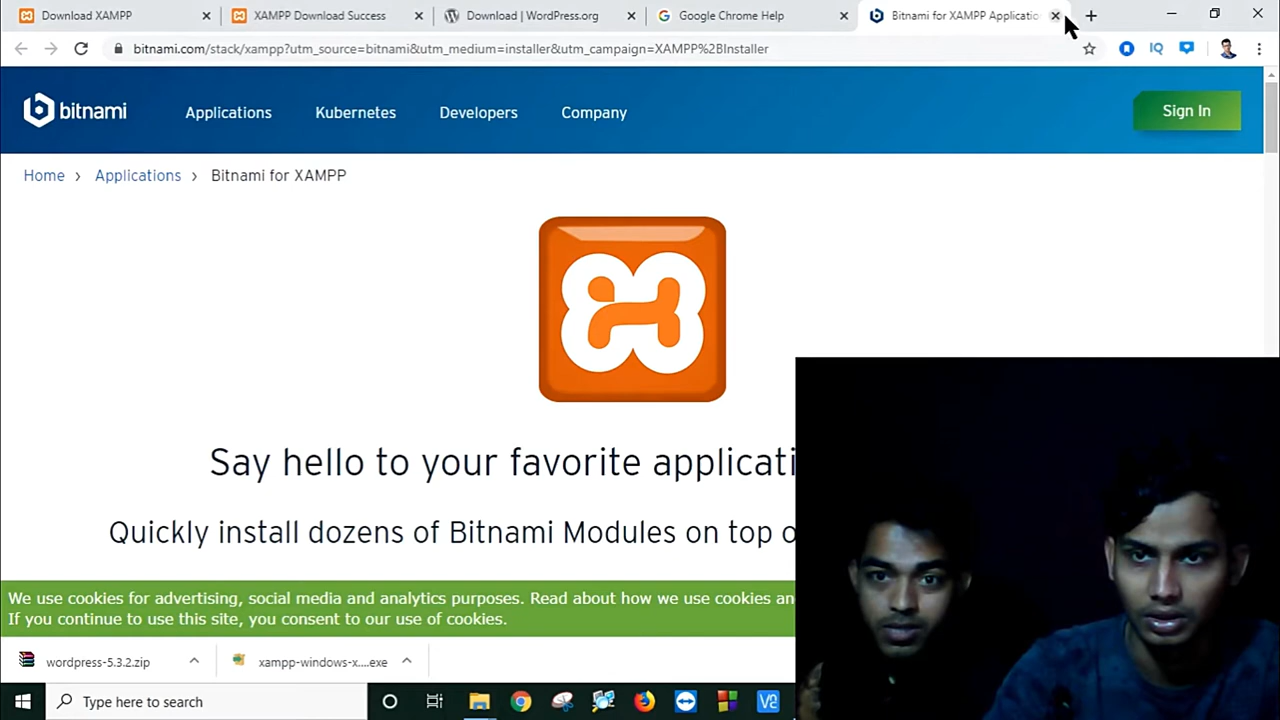 Download XAMPP
XAMPP Download Success
Download | WordPress.org
Google Chrome Help
Bitnami for XAMPP Applicatio
bitnami.com/stack/xampp?utm_source=bitnami&utm_medium=installer&utm_campaign=XAMPP%2BInstaller
IQ
bitnami
Applications
Kubernetes
Developers
Company
Sign In
Home > Applications > Bitnami for XAMPP
Say hello to your favorite applicati
Quickly install dozens of Bitnami Modules on top o
We use cookies for advertising, social media and analytics purposes. Read about how we use cookies an
If you continue to use this site, you consent to our use of cookies.
wordpress-5.3.2.zip
xampp-windows-x....exe
Type here to search